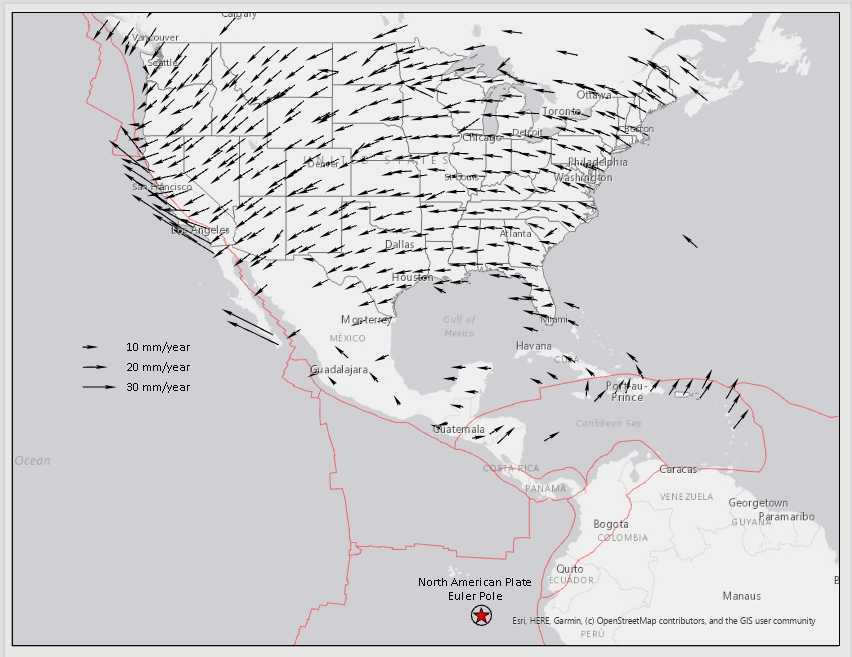 Calgary
Vancouver
Seattle
Ottawa
Toronto
Boston
Detroit
Chicago
UNITED STATES
Denver
Philadelphia
St Louis
Washington
San Francisco
Los Angeles
Atlanta
Dallas
Houston
Monterrey
Miami
Gulf of
Mexico
MÉXICO
Havana
CUBA
10 mm/year
20 mm/year
30 mm/year
Guadalajara
Port-au-
Prince
Guatemala
Caribbean Sea
Ocean
COSTA RICA
Caracas
PANAMA
VENEZUELA
Georgetown
Paramaribo
GUYANA
Bogota
COLOMBIA
Quito
ECUADOR
B
North American Plate
Euler Pole
Manaus
Esri, HERE, Garmin, (c) OpenStreetMap contributors, and the GIS user community
PERÚ